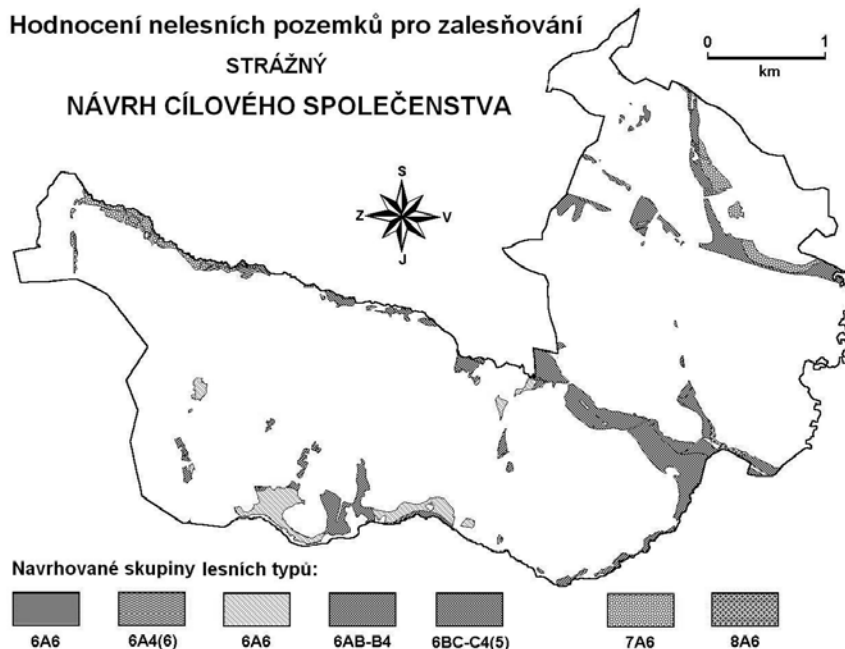 Hodnocení nelesních pozemků pro zalesňování
STRÁŽNÝ
NÁVRH CÍLOVÉHO SPOLEČENSTVA
0 1
km
S
Z V
J
Navrhované skupiny lesních typů:
6A6 6A4(6) 6A6 6AB-B4 6BC-C4(5) 7A6 8A6